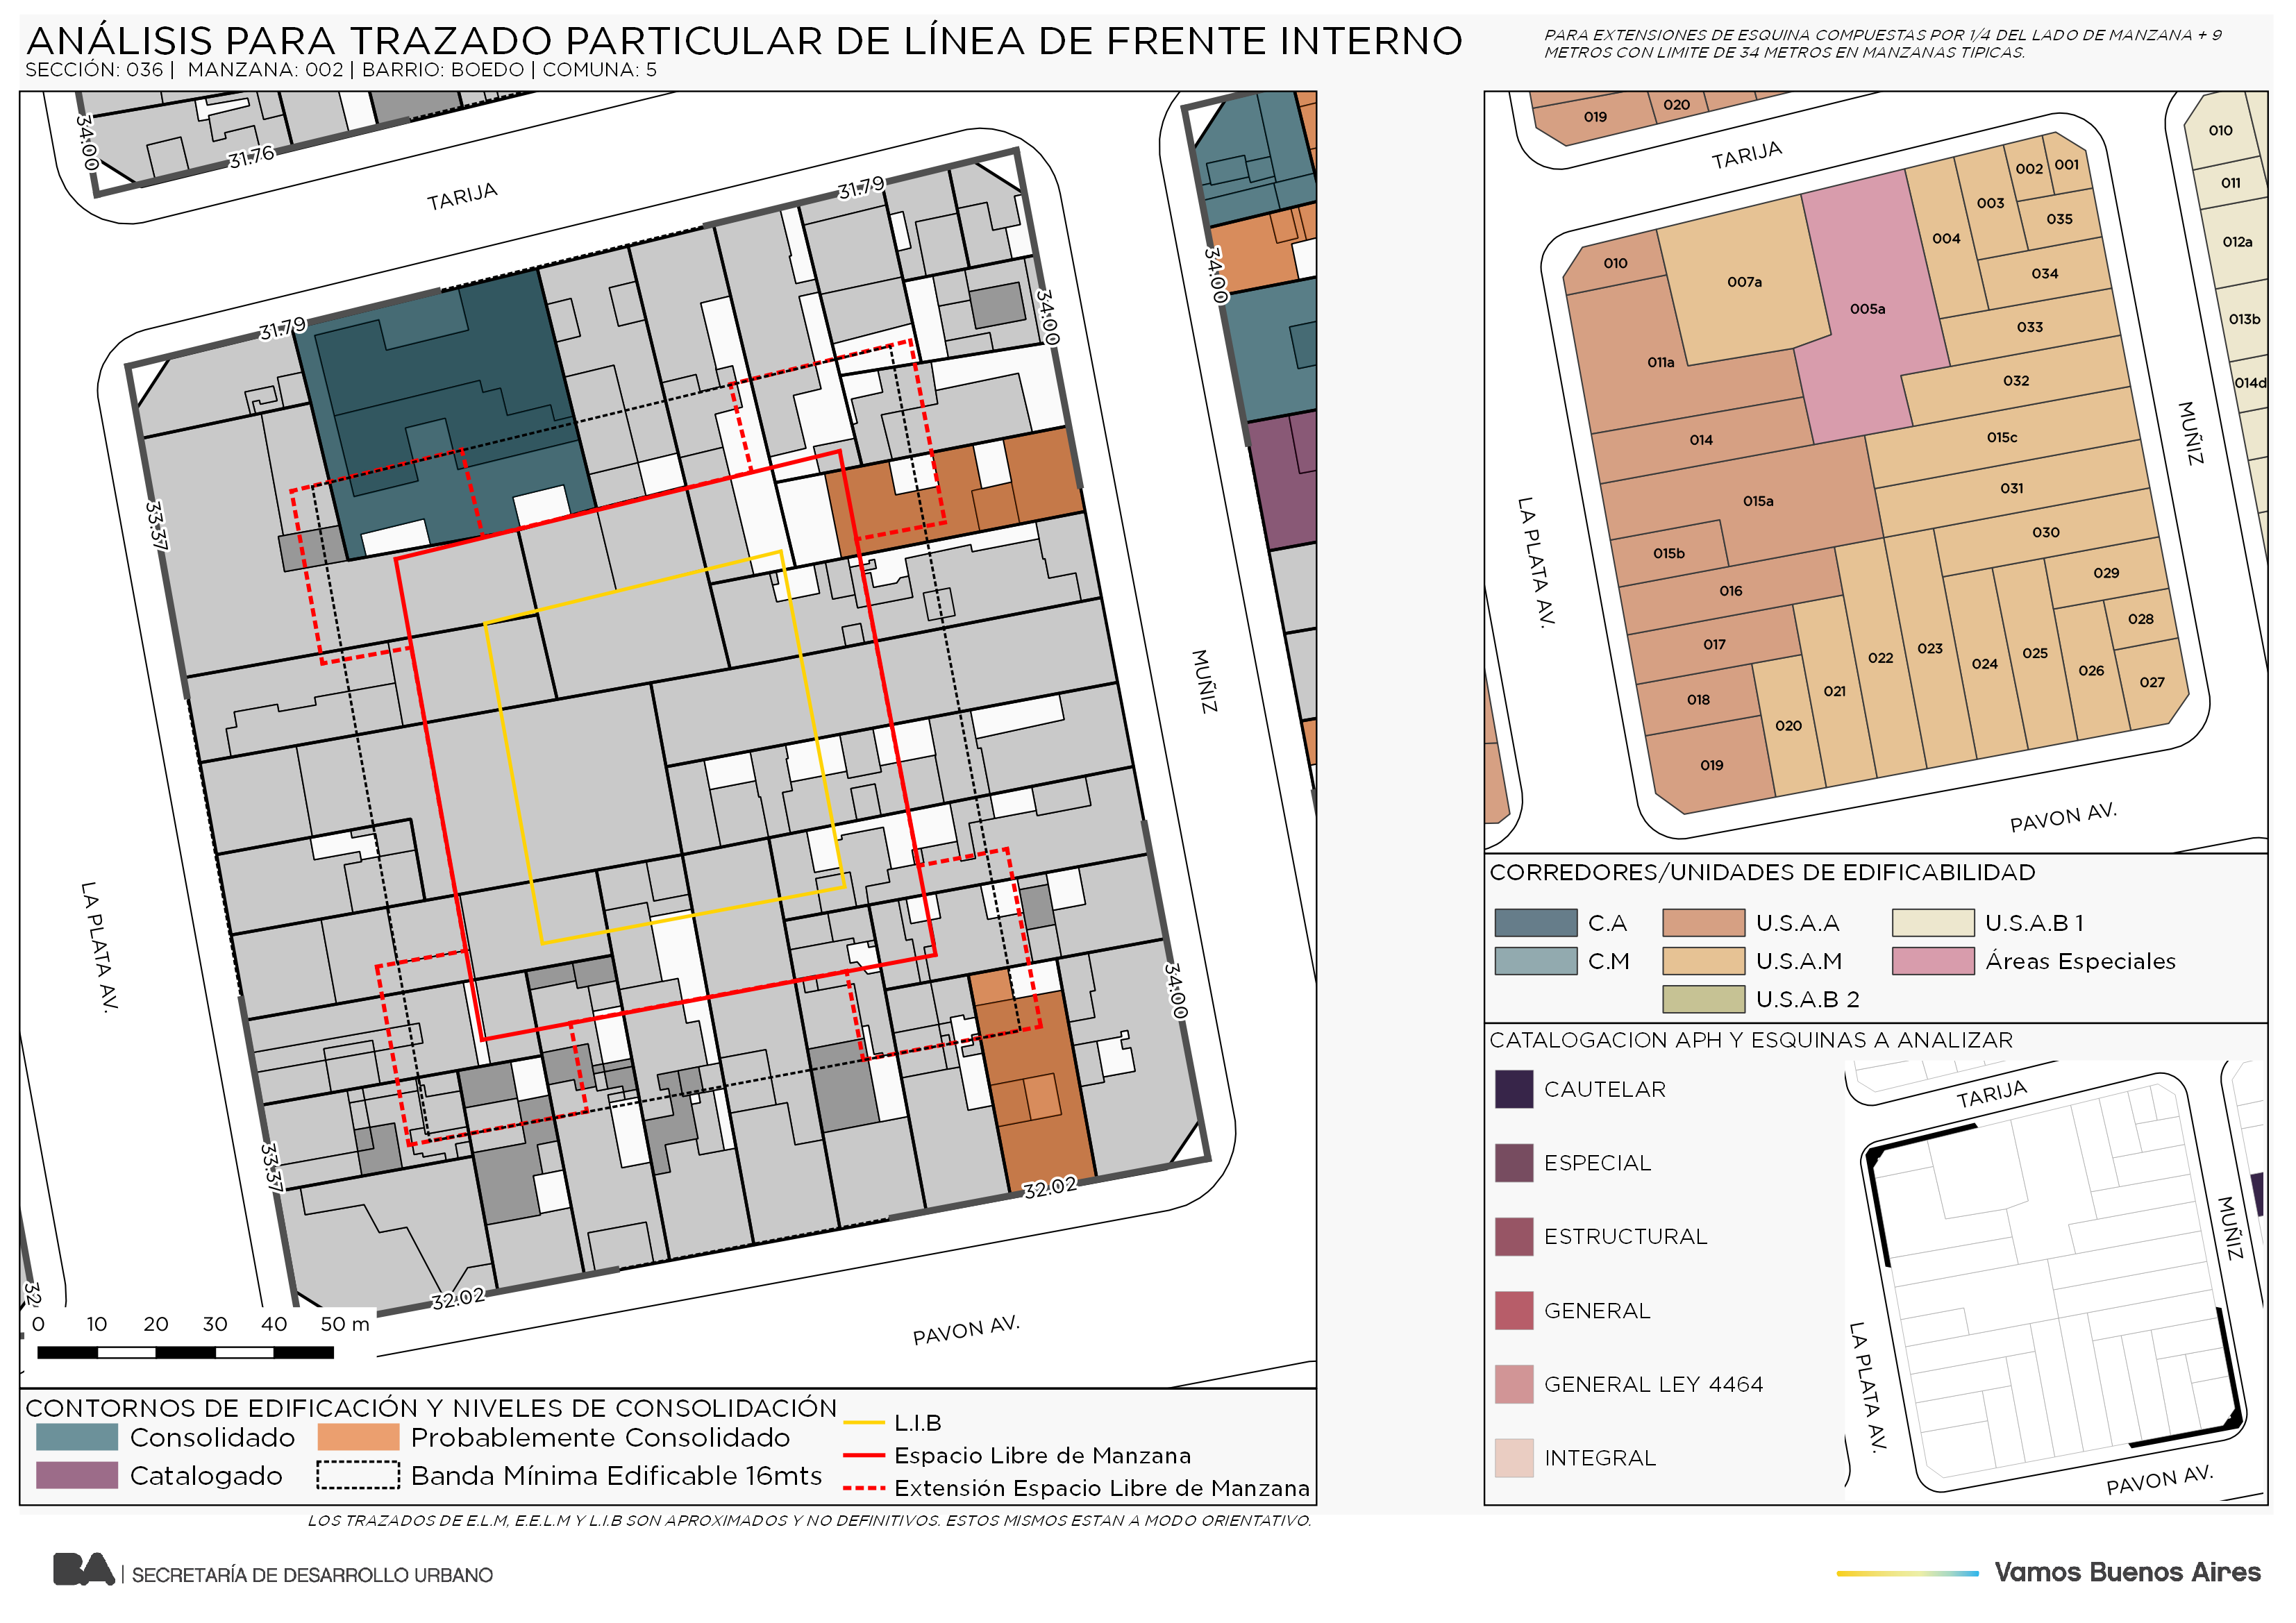 ANÁLISIS PARA TRAZADO PARTICULAR DE LÍNEA DE FRENTE INTERNO
SECCIÓN: 036 | MANZANA: 002 | BARRIO: BOEDO | COMUNA: 5
PARA EXTENSIONES DE ESQUINA COMPUESTAS POR 1/4 DEL LADO DE MANZANA + 9
METROS CON LIMITE DE 34 METROS EN MANZANAS TIPICAS.
34.00
31.76
TARIJA
31.79
31.79
34.00
34.00
33.37
MUÑIZ
LA PLATA AV.
34.00
33.37
32.02
32.02
32
PAVON AV.
0 10 20 30 40 50 m
CONTORNOS DE EDIFICACIÓN Y NIVELES DE CONSOLIDACIÓN
Consolidado
Probablemente Consolidado
Catalogado
Banda Mínima Edificable 16mts
L.I.B
Espacio Libre de Manzana
Extensión Espacio Libre de Manzana
LOS TRAZADOS DE E.L.M, E.E.L.M Y L.I.B SON APROXIMADOS Y NO DEFINITIVOS. ESTOS MISMOS ESTAN A MODO ORIENTATIVO.
019
020
TARIJA
010
011
012a
013b
014d
001
002
003
035
004
034
005a
007a
010
033
011a
032
014
015c
015a
031
030
015b
029
016
028
017
022
023
024
025
026
027
018
021
020
019
MUÑIZ
LA PLATA AV.
PAVON AV.
CORREDORES/UNIDADES DE EDIFICABILIDAD
C.A
U.S.A.A
U.S.A.B 1
C.M
U.S.A.M
Áreas Especiales
U.S.A.B 2
CATALOGACION APH Y ESQUINAS A ANALIZAR
CAUTELAR
ESPECIAL
ESTRUCTURAL
GENERAL
GENERAL LEY 4464
INTEGRAL
TARIJA
MUÑIZ
LA PLATA AV.
PAVON AV.
BA | SECRETARÍA DE DESARROLLO URBANO
Vamos Buenos Aires